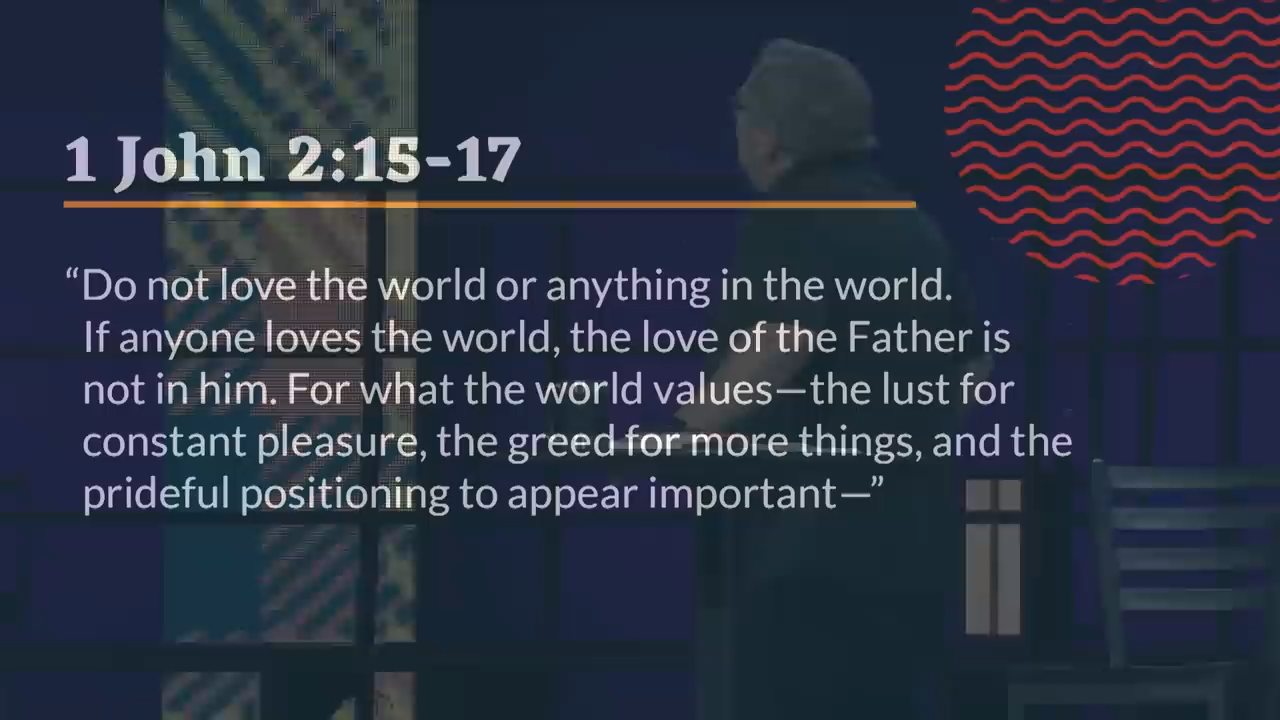 1 John 2:15-17
“Do not love the world or anything in the world.
If anyone loves the world, the love of the Father is
not in him. For what the world values—the lust for
constant pleasure, the greed for more things, and the
prideful positioning to appear important—”